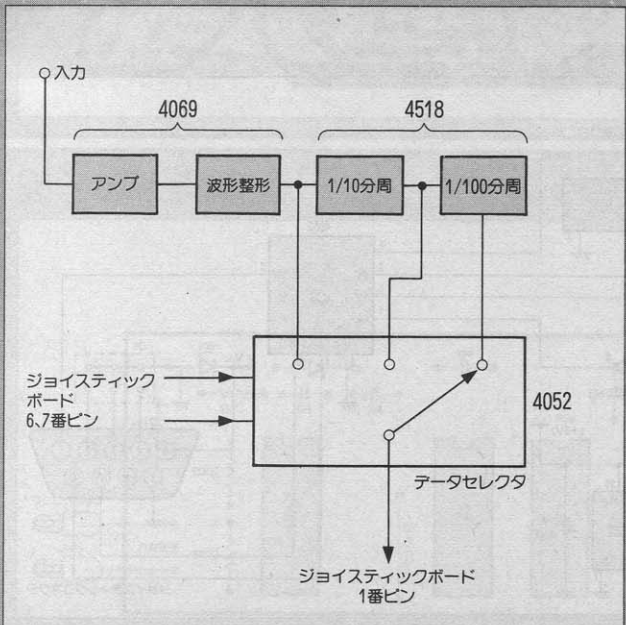 入力
4069
4518
アンプ
波形整形
1/10分周
1/100分周
ジョイスティック
ボード
6、7番ピン
4052
データセレクタ
ジョイスティックボード
1番ピン